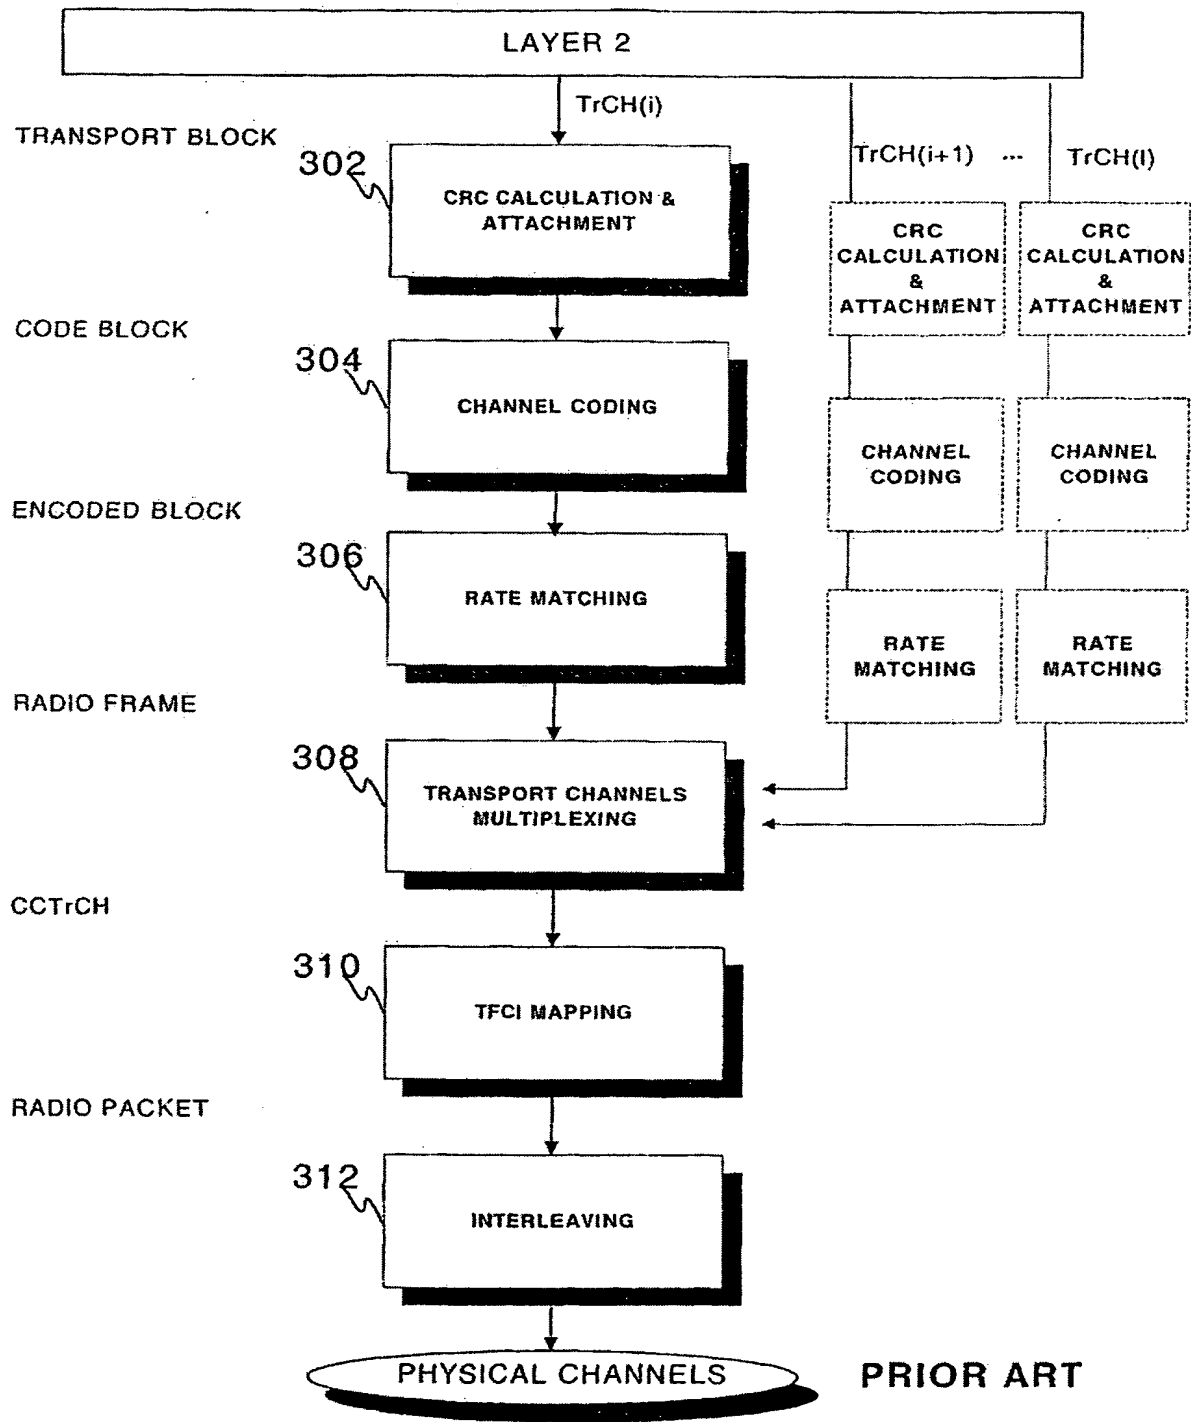 LAYER 2
TrCH(i)
TRANSPORT BLOCK
302
CRC CALCULATION &
ATTACHMENT
TrCH(i+1) ... TrCH(I)
CRC
CALCULATION
&
ATTACHMENT
CRC
CALCULATION
&
ATTACHMENT
CODE BLOCK
304
CHANNEL CODING
CHANNEL
CODING
CHANNEL
CODING
ENCODED BLOCK
306
RATE MATCHING
RATE
MATCHING
RATE
MATCHING
RADIO FRAME
308
TRANSPORT CHANNELS
MULTIPLEXING
CCTrCH
310
TFCI MAPPING
RADIO PACKET
312
INTERLEAVING
PHYSICAL CHANNELS
PRIOR ART